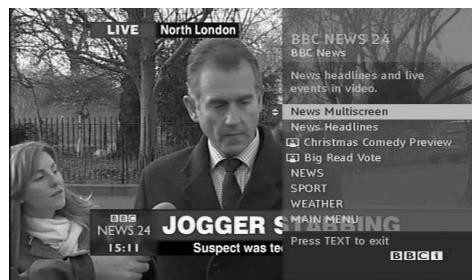 LIVE North London
BBC NEWS 24
BBC News
News headlines and live
events in video.
News Multiscreen
News Headlines
Christmas Comedy Preview
Big Read Vote
NEWS
SPORT
WEATHER
MAIN MENU
Press TEXT to exit
BBCi
BBC
NEWS 24
15:11
JOGGER STABBING
Suspect was